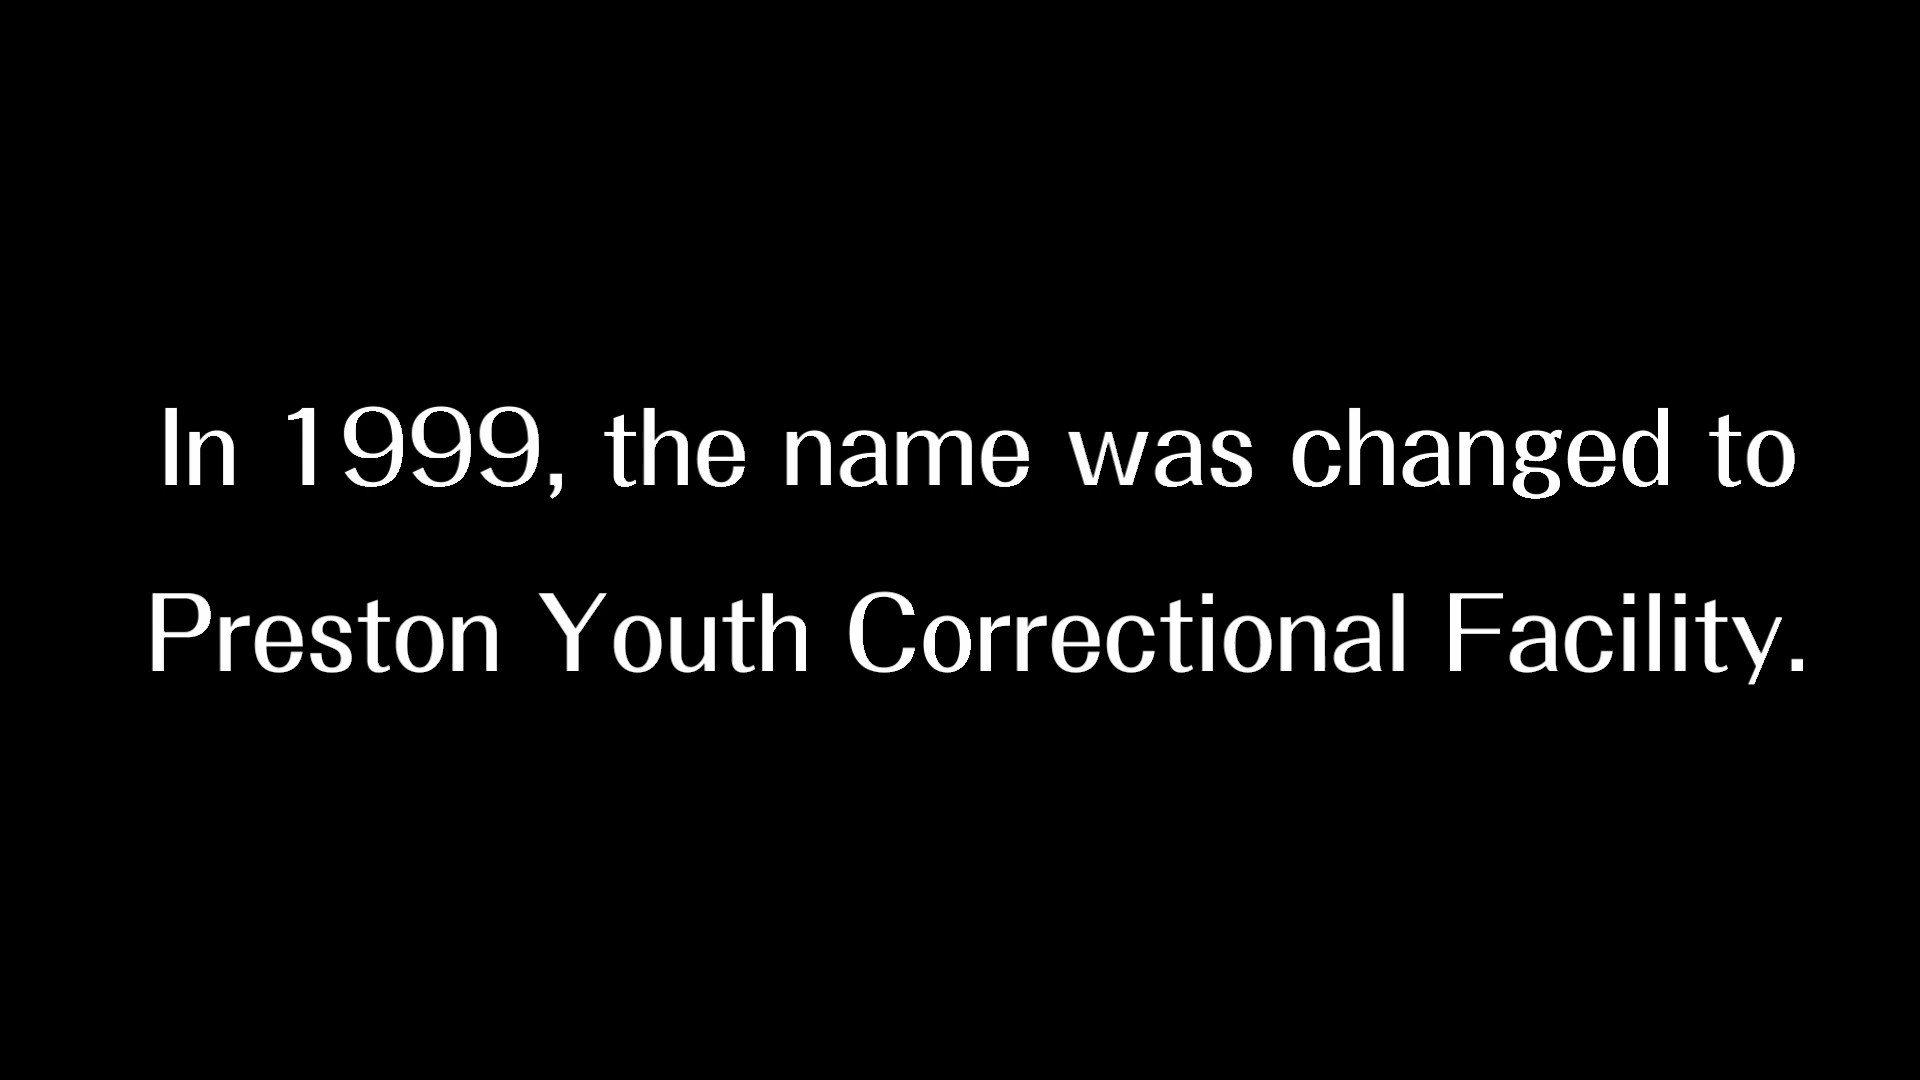 In 1999, the name was changed to
Preston Youth Correctional Facility.